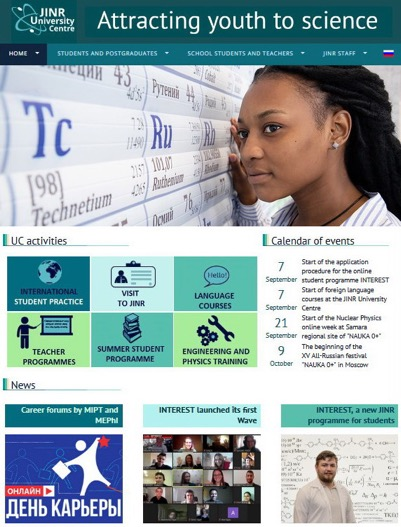 JINR
University
Centre
Attracting youth to science
HOME
STUDENTS AND POSTGRADUATES
SCHOOL STUDENTS AND TEACHERS
JINR STAFF
43
Рутений
44
Rh
Tc
Ru
[98]
Technetium
101,07
Ruthenium
Осмий
UC activities
INTERNATIONAL
STUDENT PRACTICE
VISIT
TO JINR
Hello!
LANGUAGE
COURSES
TEACHER
PROGRAMMES
SUMMER STUDENT
PROGRAMME
ENGINEERING AND
PHYSICS TRAINING
Calendar of events
7
September
Start of the application
procedure for the online
student programme INTEREST
7
September
Start of foreign language
courses at the JINR University
Centre
21
September
Start of the Nuclear Physics
online week at Samara
regional site of "NAUKA 0+"
9
October
The beginning of the
XV All-Russian festival
"NAUKA 0+" in Moscow
News
Career forums by MIPT and
MEPhI
ОНЛАЙН
ДЕНЬ КАРЬЕРЫ
INTEREST launched its first
Wave
INTEREST, a new JINR
programme for students